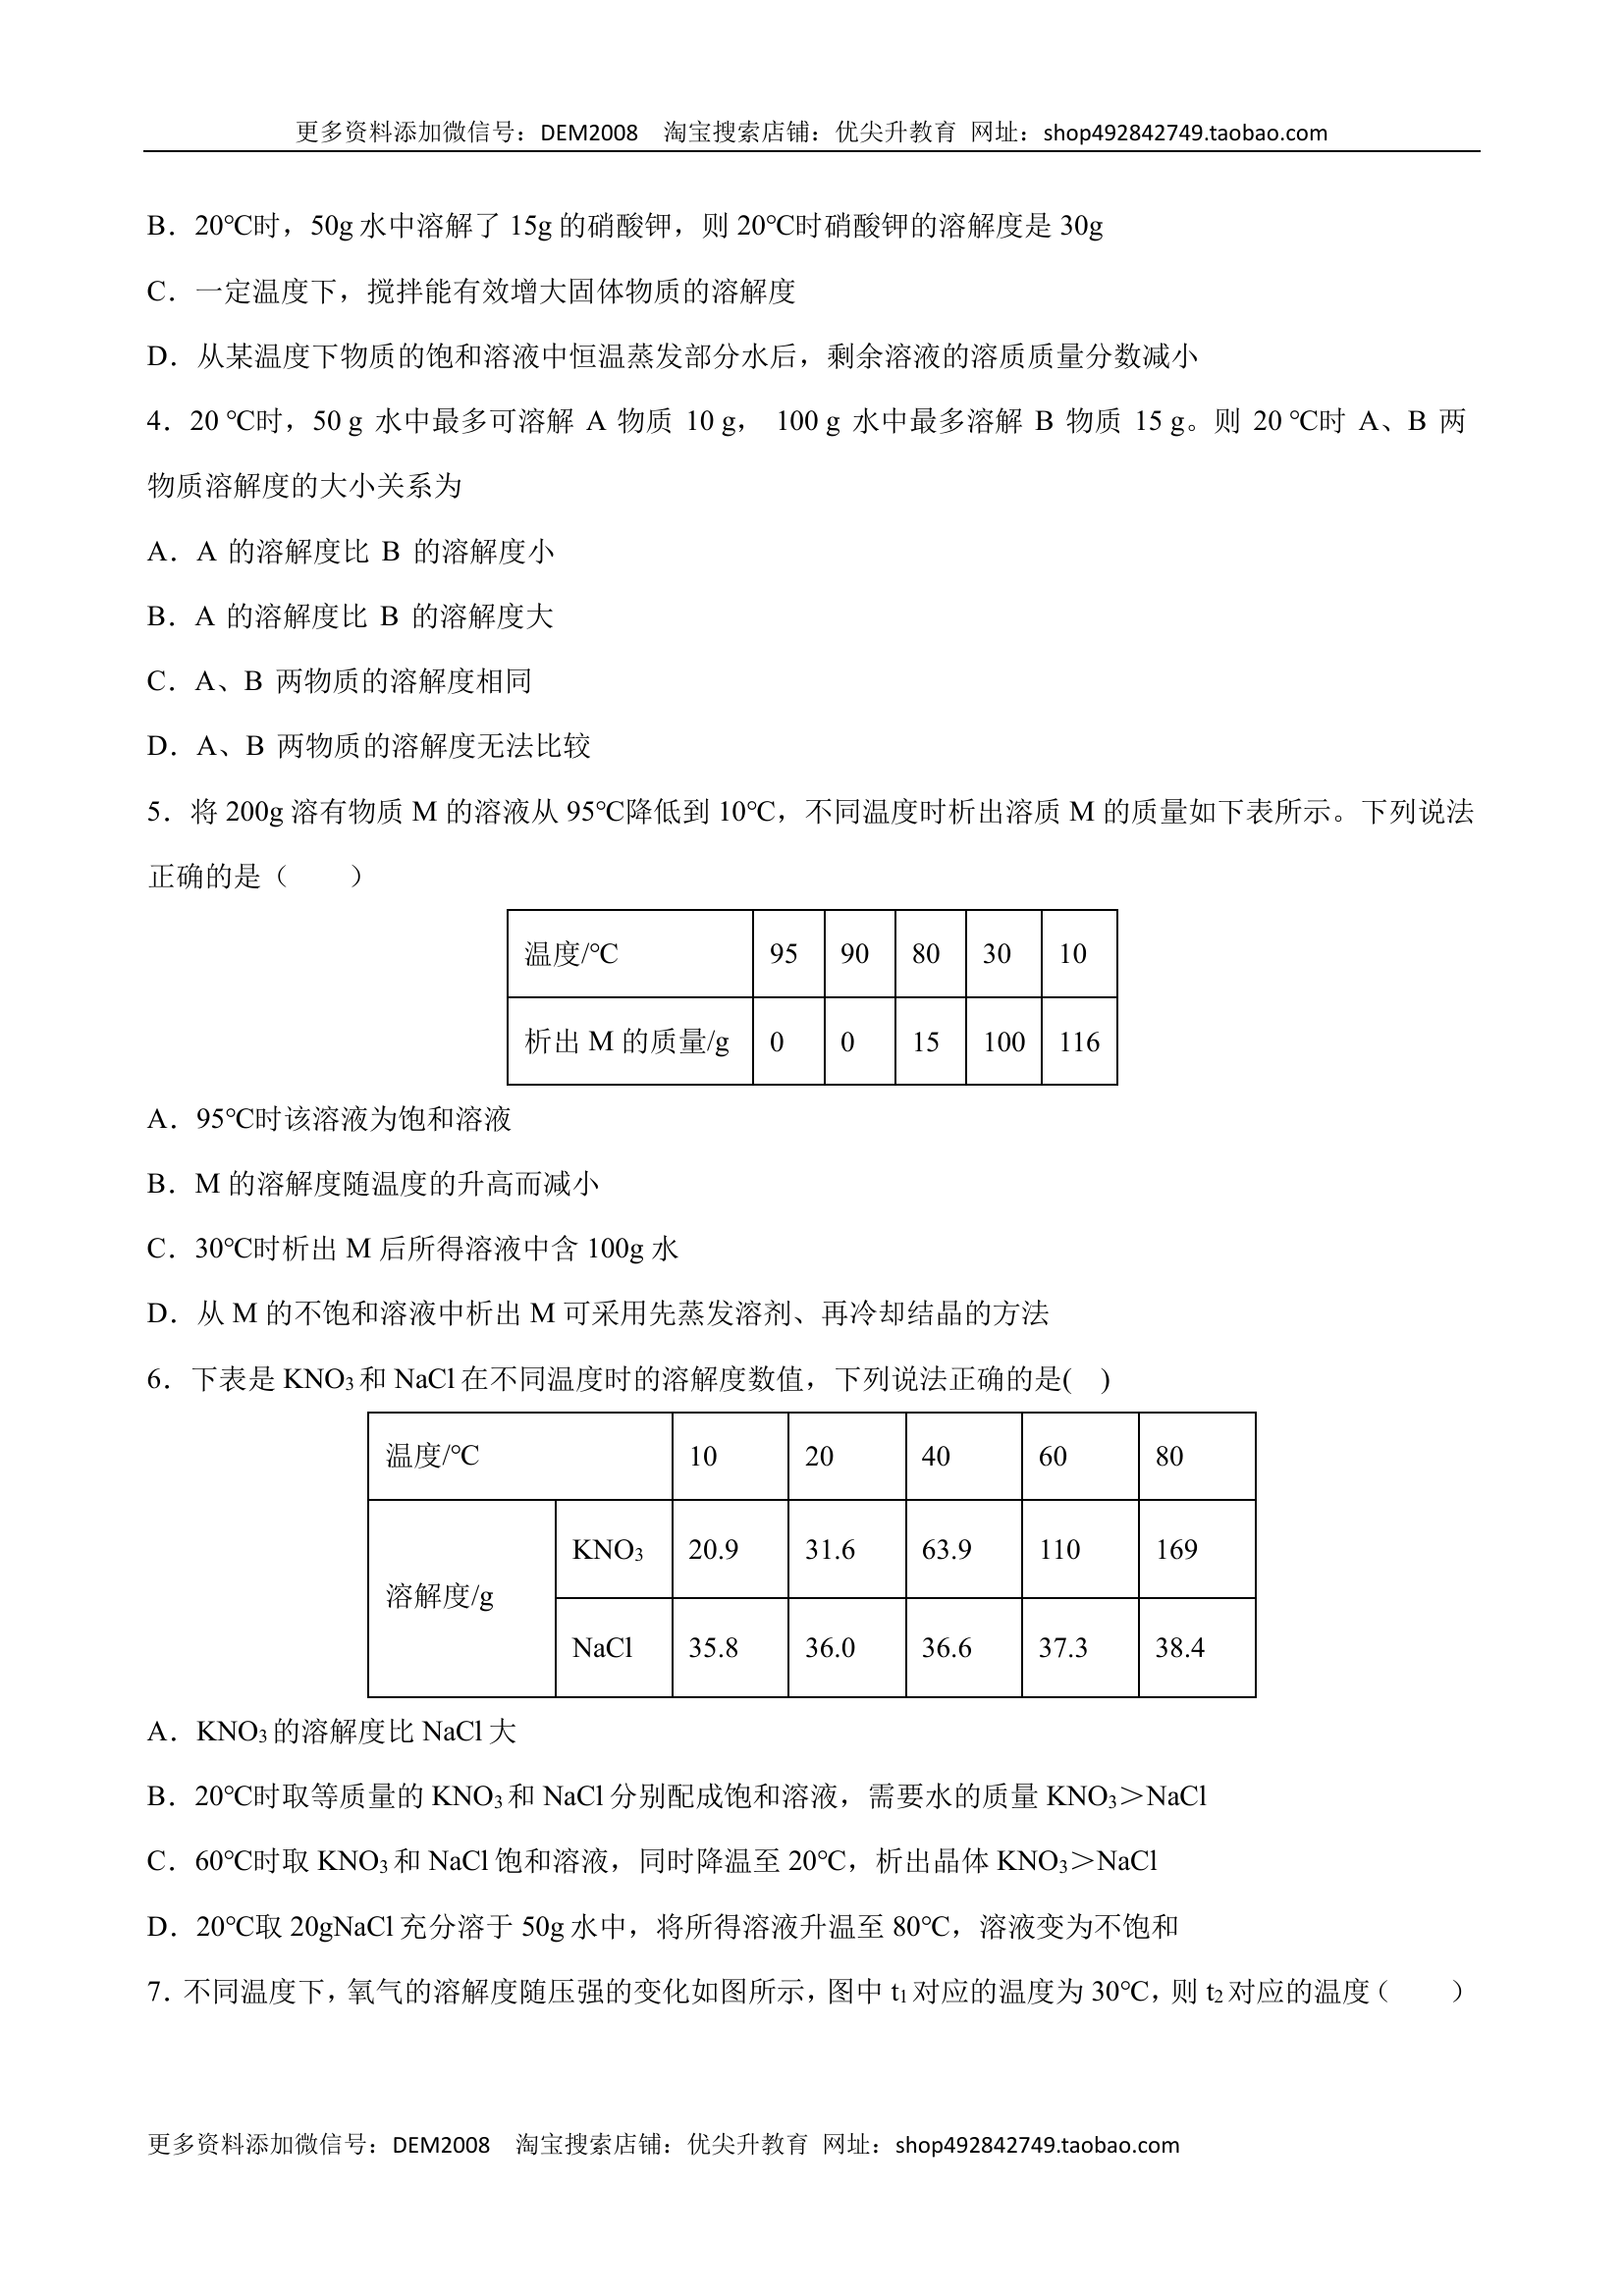 更多资料添加微信号：DEM2008 淘宝搜索店铺：优尖升教育 网址：shop492842749.taobao.com
B．20℃时，50g 水中溶解了 15g 的硝酸钾，则 20℃时硝酸钾的溶解度是 30g
C．一定温度下，搅拌能有效增大固体物质的溶解度
D．从某温度下物质的饱和溶液中恒温蒸发部分水后，剩余溶液的溶质质量分数减小
4．20 ℃时，50 g 水中最多可溶解 A 物质 10 g， 100 g 水中最多溶解 B 物质 15 g。则 20 ℃时 A、B 两
物质溶解度的大小关系为
A．A 的溶解度比 B 的溶解度小
B．A 的溶解度比 B 的溶解度大
C．A、B 两物质的溶解度相同
D．A、B 两物质的溶解度无法比较
5．将 200g 溶有物质 M 的溶液从 95℃降低到 10℃，不同温度时析出溶质 M 的质量如下表所示。下列说法
正确的是（ ）
温度/℃ 95 90 80 30 10
析出 M 的质量/g 0 0 15 100 116
A．95℃时该溶液为饱和溶液
B．M 的溶解度随温度的升高而减小
C．30℃时析出 M 后所得溶液中含 100g 水
D．从 M 的不饱和溶液中析出 M 可采用先蒸发溶剂、再冷却结晶的方法
6．下表是 KNO₃和 NaCl 在不同温度时的溶解度数值，下列说法正确的是( )
温度/℃ 10 20 40 60 80
溶解度/g KNO₃ 20.9 31.6 63.9 110 169
NaCl 35.8 36.0 36.6 37.3 38.4
A．KNO₃的溶解度比 NaCl 大
B．20℃时取等质量的 KNO₃和 NaCl 分别配成饱和溶液，需要水的质量 KNO₃＞NaCl
C．60℃时取 KNO₃和 NaCl 饱和溶液，同时降温至 20℃，析出晶体 KNO₃＞NaCl
D．20℃取 20gNaCl 充分溶于 50g 水中，将所得溶液升温至 80℃，溶液变为不饱和
7．不同温度下，氧气的溶解度随压强的变化如图所示，图中 t₁对应的温度为 30℃，则 t₂对应的温度（ ）
更多资料添加微信号：DEM2008 淘宝搜索店铺：优尖升教育 网址：shop492842749.taobao.com